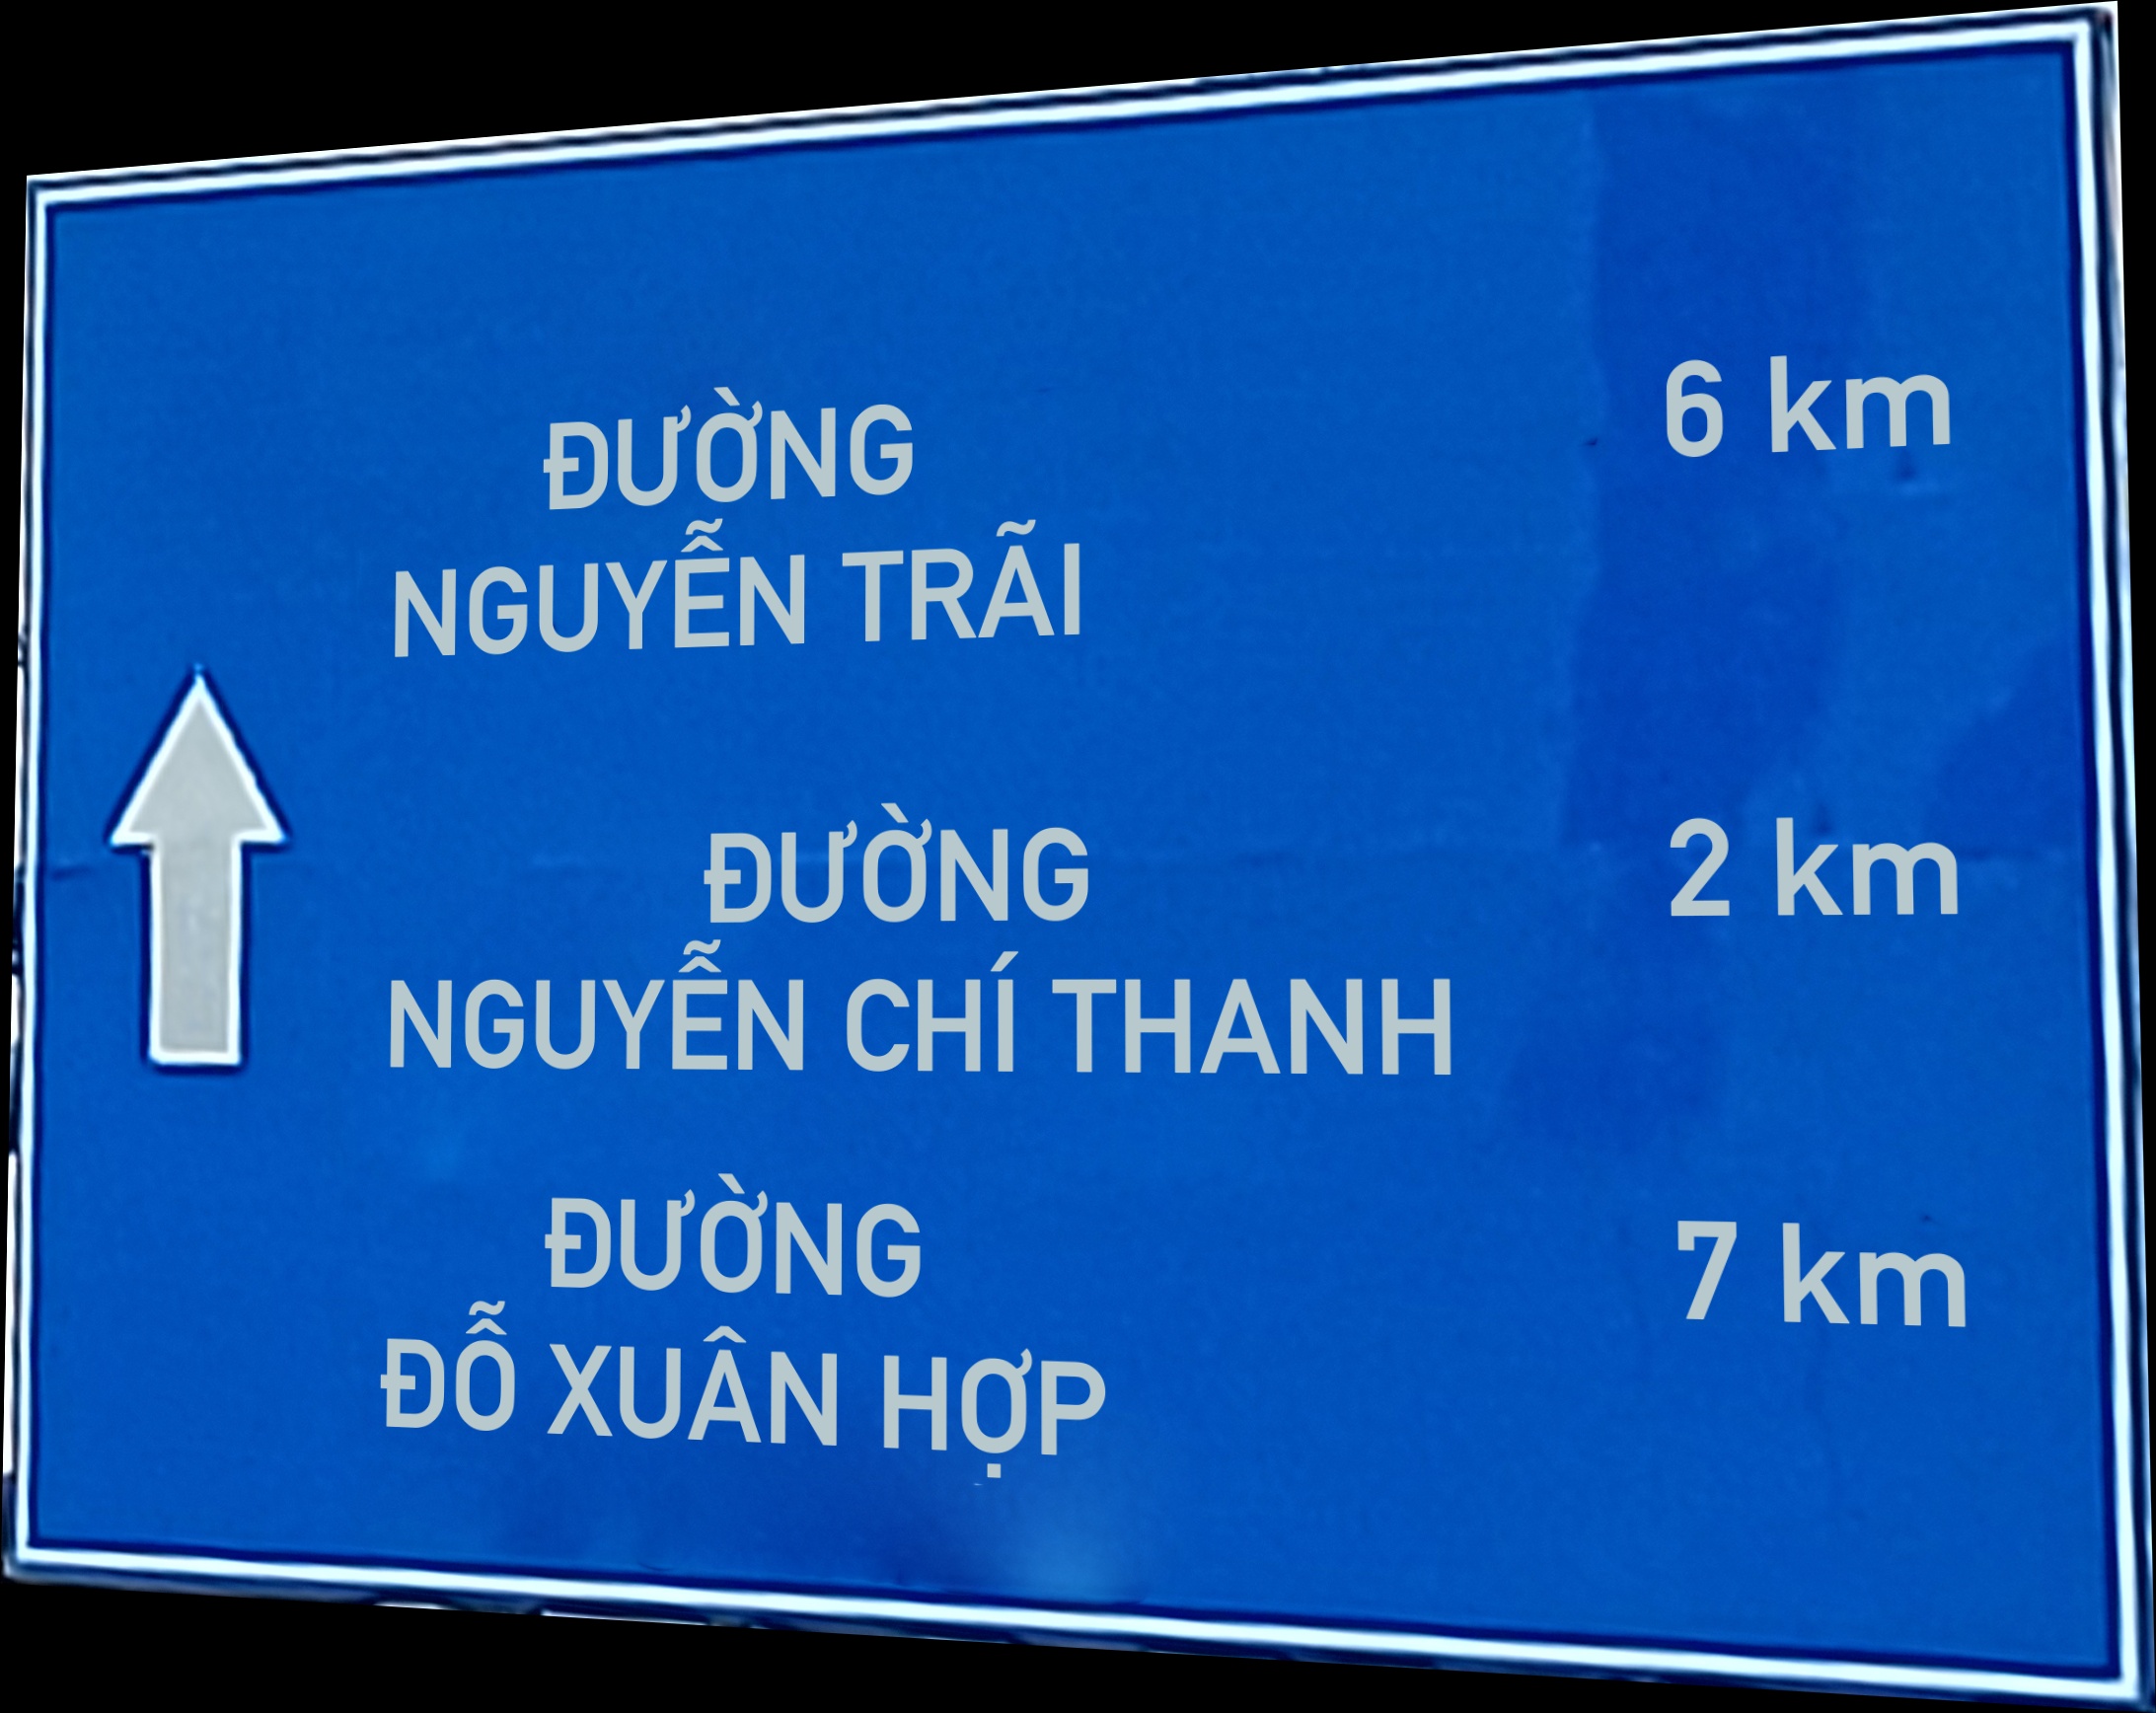 ĐƯỜNG
NGUYỄN TRÃI
6 km
ĐƯỜNG
NGUYỄN CHÍ THANH
2 km
ĐƯỜNG
ĐỖ XUÂN HỢP
7 km